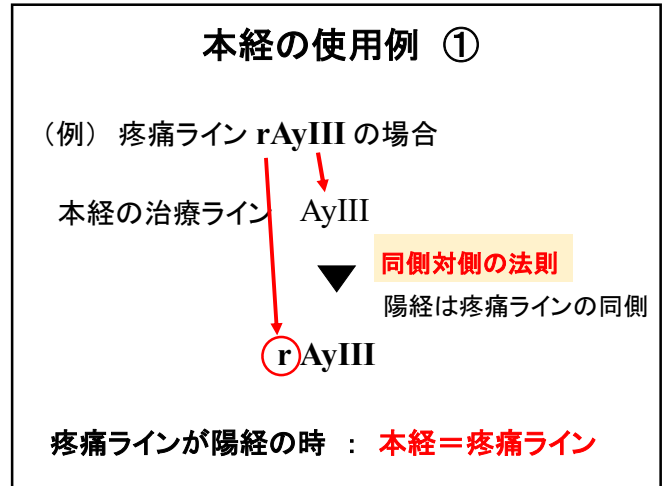 本経の使用例 ①
(例) 疼痛ライン rAyIII の場合
本経の治療ライン AyIII
同側対側の法則
陽経は疼痛ラインの同側
r AyIII
疼痛ラインが陽経の時 : 本経=疼痛ライン